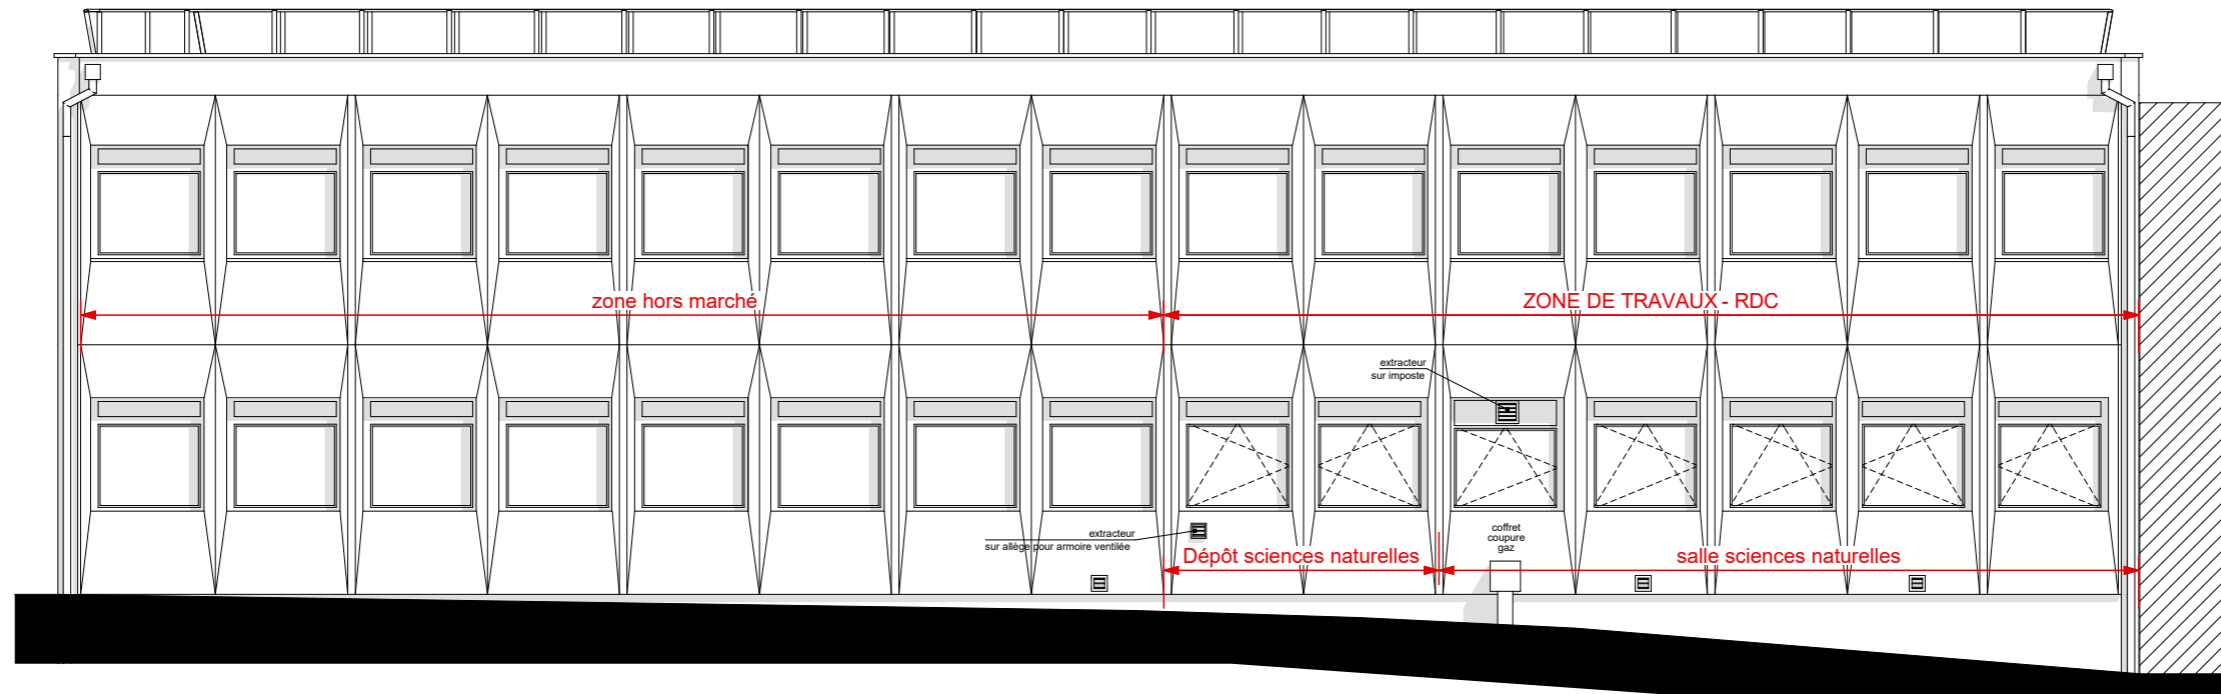 zone hors marché
ZONE DE TRAVAUX - RDC
extracteur
sur imposte
extracteur
sur allège pour armoire ventilée
coffret
coupure
gaz
Dépôt sciences naturelles
salle sciences naturelles